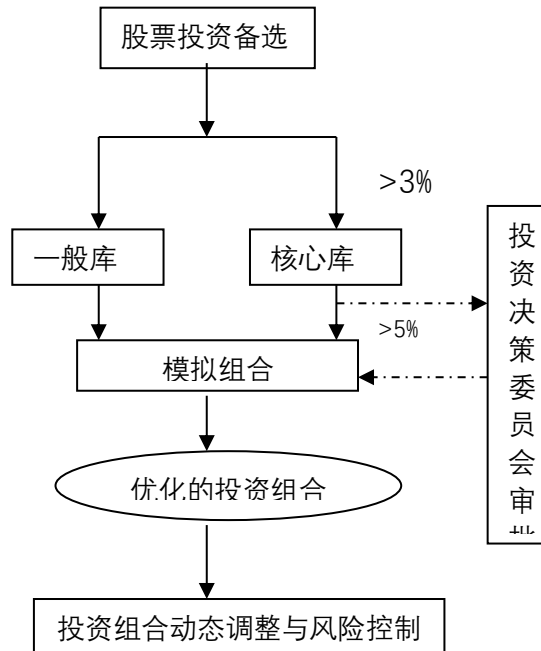 股票投资备选
>3%
一般库
核心库
投资决策委员会审
>5%
模拟组合
优化的投资组合
投资组合动态调整与风险控制